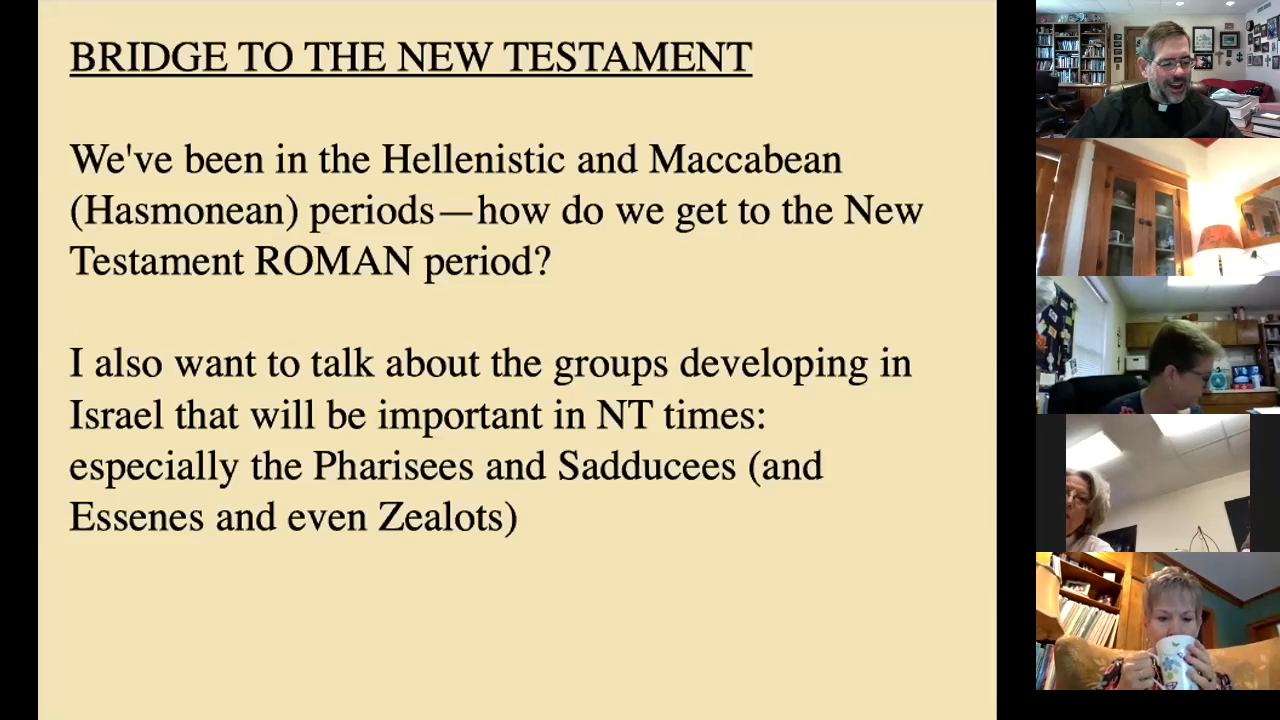 BRIDGE TO THE NEW TESTAMENT
We've been in the Hellenistic and Maccabean
(Hasmonean) periods—how do we get to the New
Testament ROMAN period?
I also want to talk about the groups developing in
Israel that will be important in NT times:
especially the Pharisees and Sadducees (and
Essenes and even Zealots)